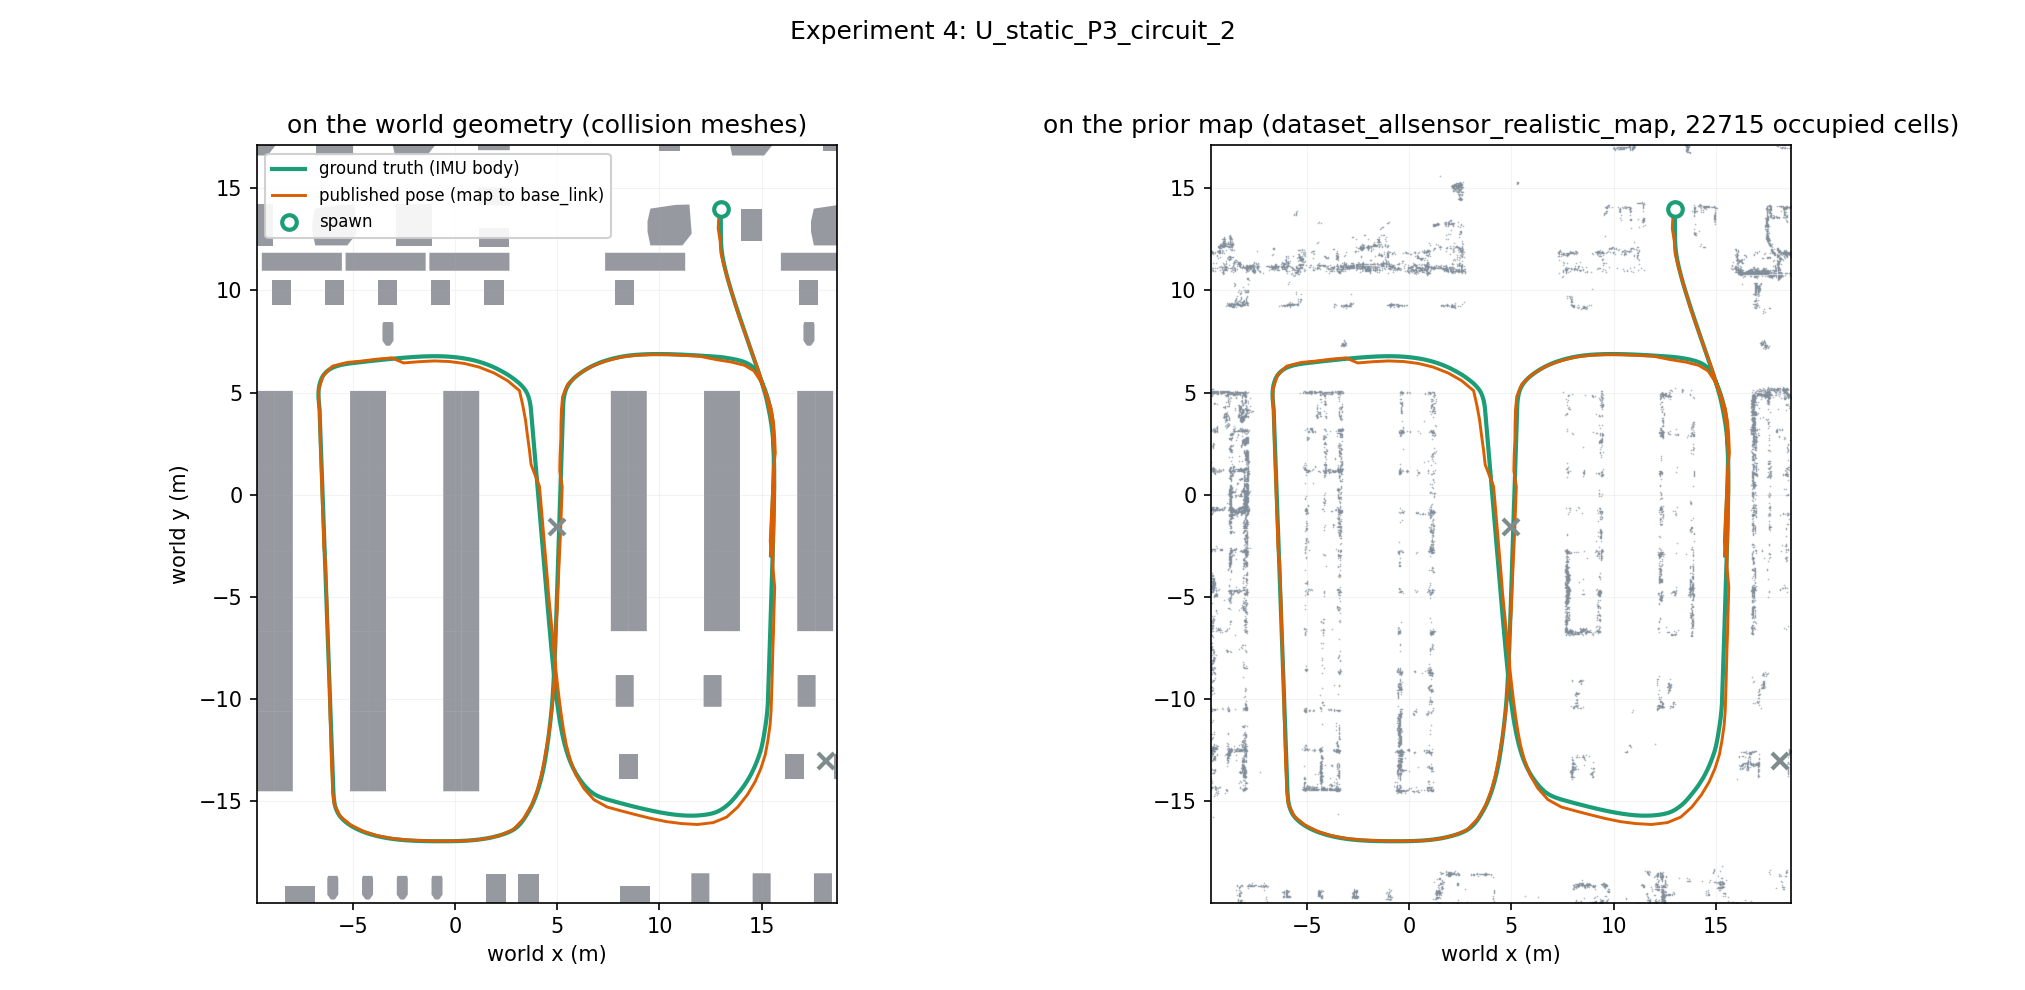 Experiment 4: U_static_P3_circuit_2
on the world geometry (collision meshes)
ground truth (IMU body)
published pose (map to base_link)
spawn
15
10
5
0
−5
−10
−15
world y (m)
−5 0 5 10 15
world x (m)
on the prior map (dataset_allsensor_realistic_map, 22715 occupied cells)
15
10
5
0
−5
−10
−15
−5 0 5 10 15
world x (m)